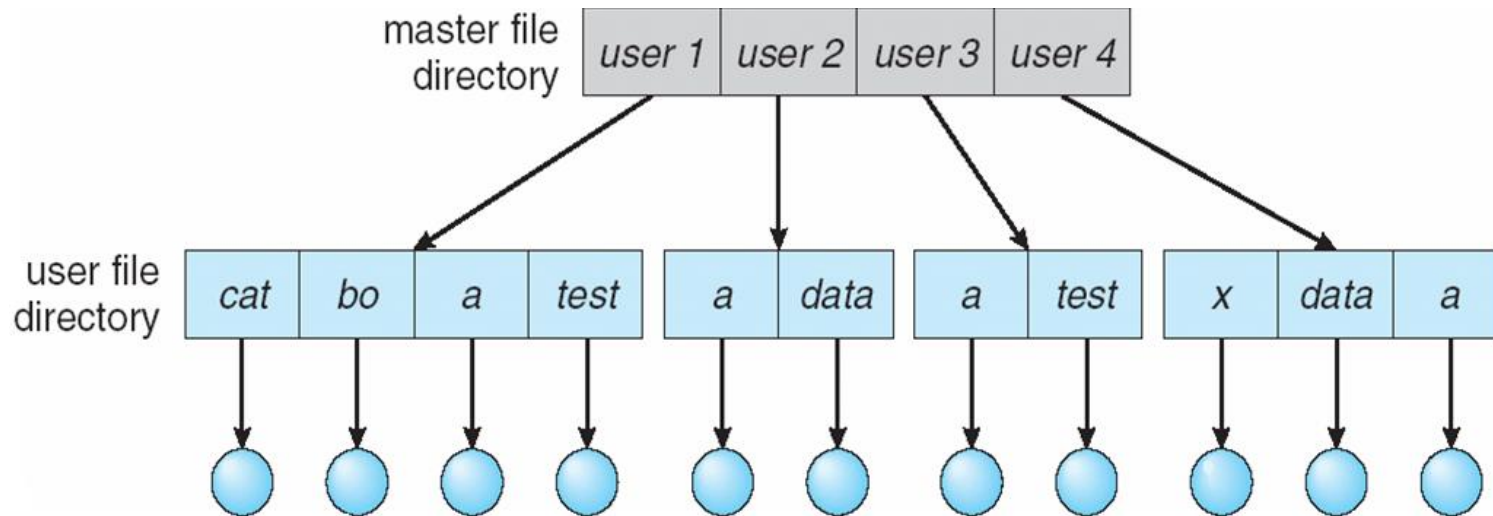 master file directory
user 1 user 2 user 3 user 4
user file directory
cat bo a test a data a test x data a